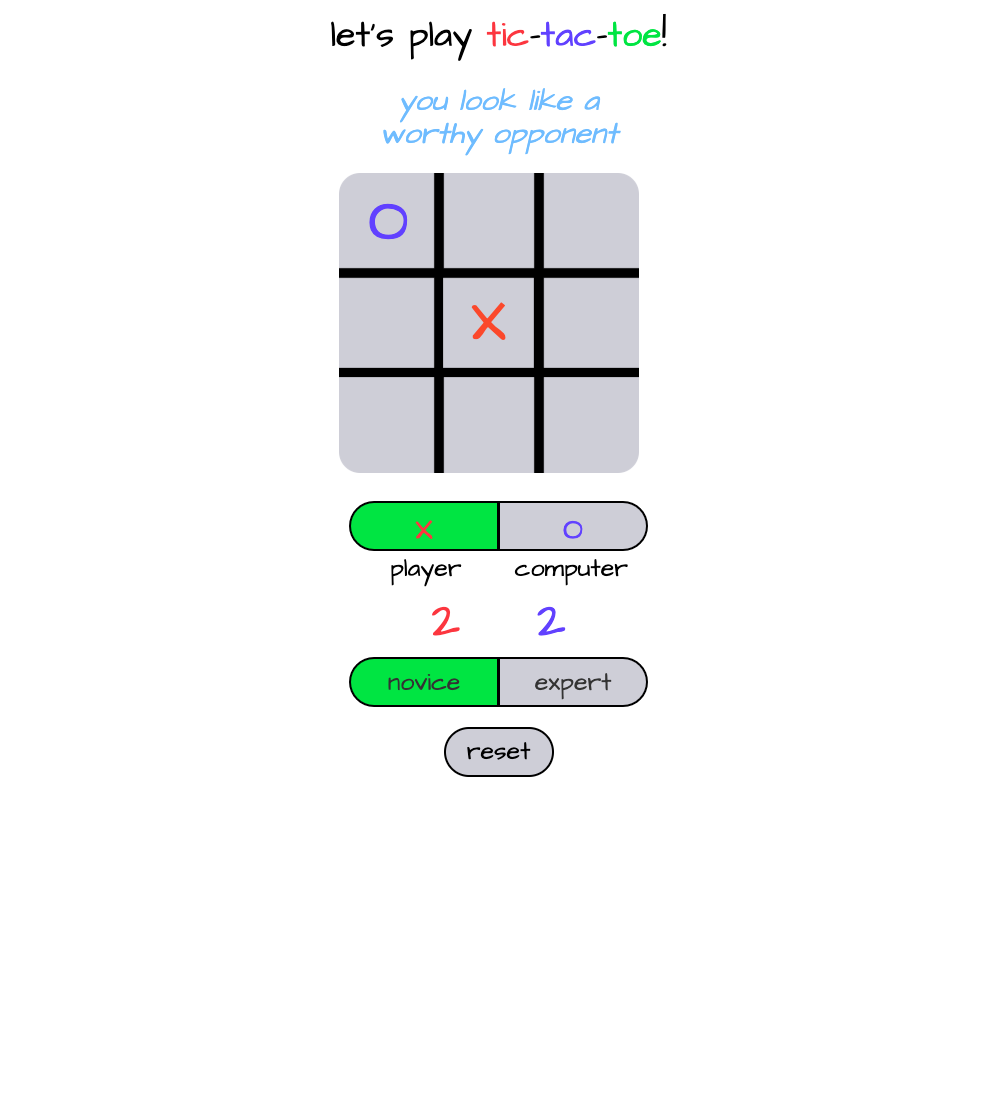 let's play tic-tac-toe!
you look like a
worthy opponent
O
X
x o
player computer
2 2
novice expert
reset